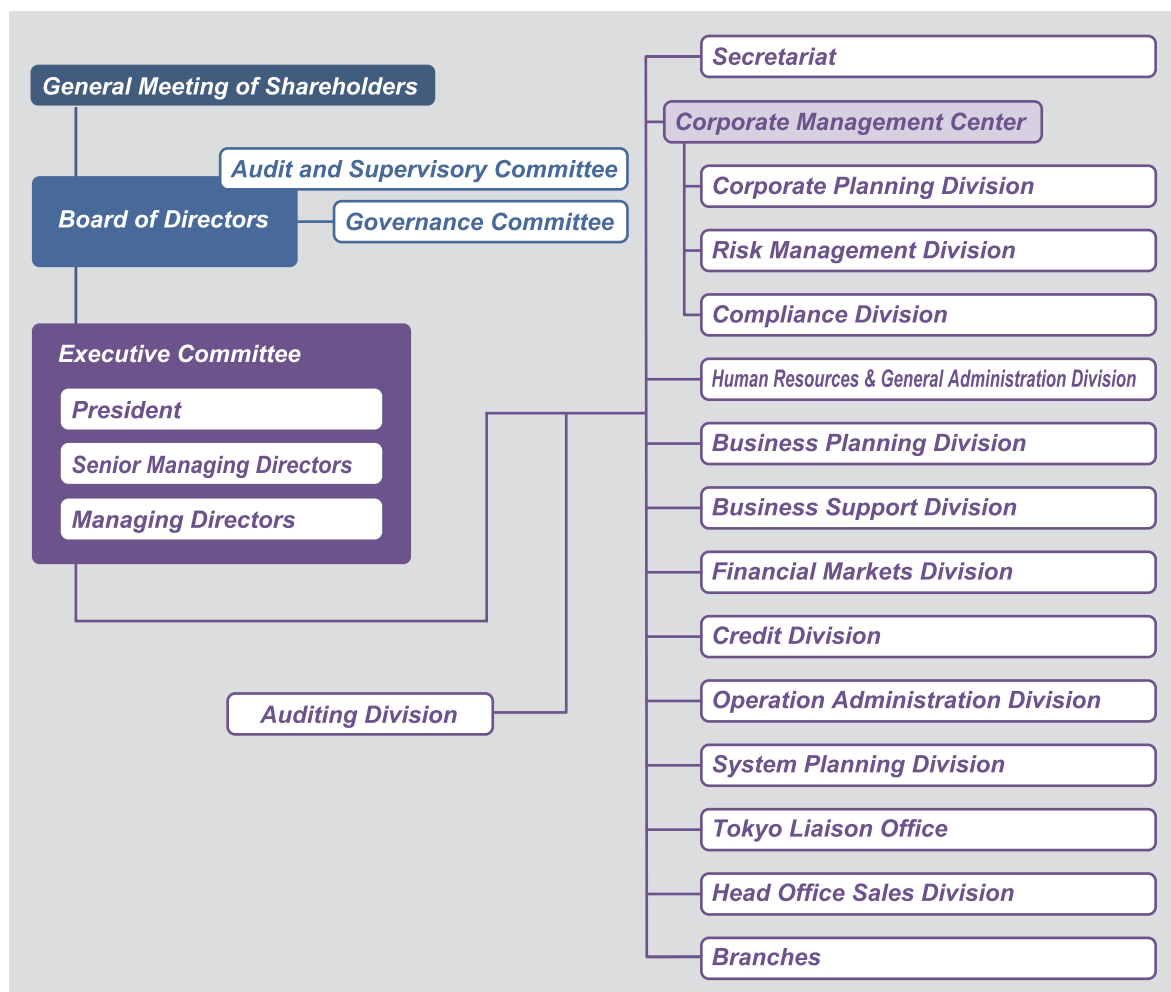 General Meeting of Shareholders
Audit and Supervisory Committee
Board of Directors
Governance Committee
Executive Committee
President
Senior Managing Directors
Managing Directors
Auditing Division
Secretariat
Corporate Management Center
Corporate Planning Division
Risk Management Division
Compliance Division
Human Resources & General Administration Division
Business Planning Division
Business Support Division
Financial Markets Division
Credit Division
Operation Administration Division
System Planning Division
Tokyo Liaison Office
Head Office Sales Division
Branches